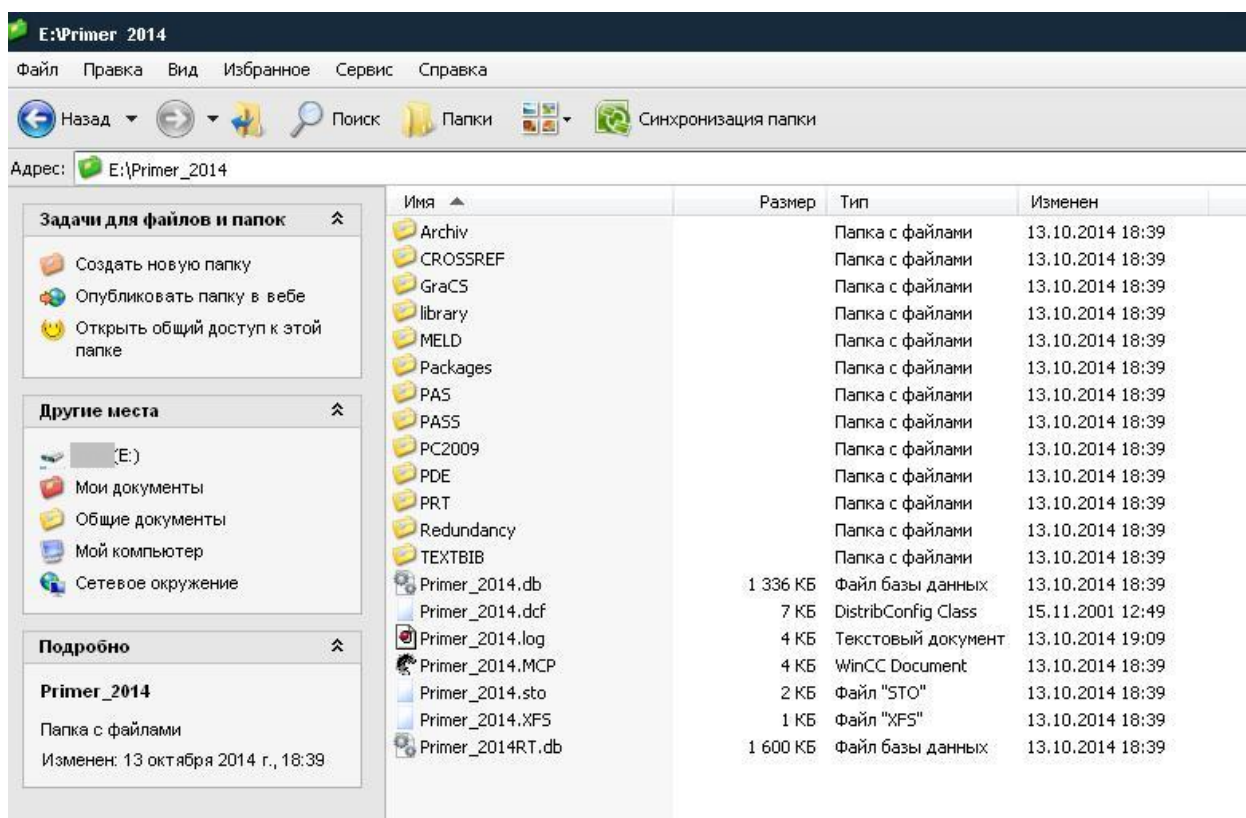 E:\Primer_2014
Файл Правка Вид Избранное Сервис Справка
Назад Поиск Папки Синхронизация папки
Адрес: E:\Primer_2014
Задачи для файлов и папок
Создать новую папку
Опубликовать папку в вебе
Открыть общий доступ к этой
папке
Другие места
(E:)
Мои документы
Общие документы
Мой компьютер
Сетевое окружение
Подробно
Primer_2014
Папка с файлами
Изменен: 13 октября 2014 г., 18:39
Имя Размер Тип Изменен
Archiv Папка с файлами 13.10.2014 18:39
CROSSREF Папка с файлами 13.10.2014 18:39
GraCS Папка с файлами 13.10.2014 18:39
library Папка с файлами 13.10.2014 18:39
MELD Папка с файлами 13.10.2014 18:39
Packages Папка с файлами 13.10.2014 18:39
PAS Папка с файлами 13.10.2014 18:39
PASS Папка с файлами 13.10.2014 18:39
PC2009 Папка с файлами 13.10.2014 18:39
PDE Папка с файлами 13.10.2014 18:39
PRT Папка с файлами 13.10.2014 18:39
Redundancy Папка с файлами 13.10.2014 18:39
TEXTBIB Папка с файлами 13.10.2014 18:39
Primer_2014.db 1 336 КБ Файл базы данных 13.10.2014 18:39
Primer_2014.dcf 7 КБ DistribConfig Class 15.11.2001 12:49
Primer_2014.log 4 КБ Текстовый документ 13.10.2014 19:09
Primer_2014.MCP 4 КБ WinCC Document 13.10.2014 18:39
Primer_2014.sto 2 КБ Файл "STO" 13.10.2014 18:39
Primer_2014.XFS 1 КБ Файл "XFS" 13.10.2014 18:39
Primer_2014RT.db 1 600 КБ Файл базы данных 13.10.2014 18:39